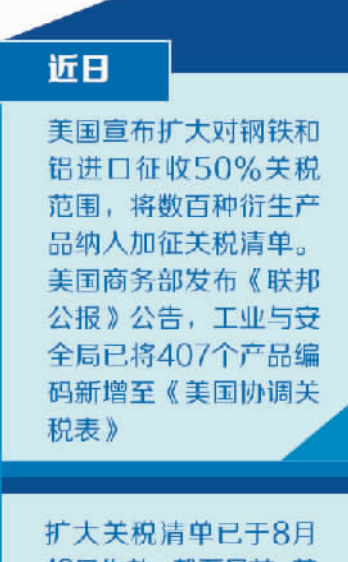 近日
美国宣布扩大对钢铁和
铝进口征收50%关税
范围，将数百种衍生产
品纳入加征关税清单。
美国商务部发布《联邦
公报》公告，工业与安
全局已将407个产品编
码新增至《美国协调关
税表》
扩大关税清单已于8月